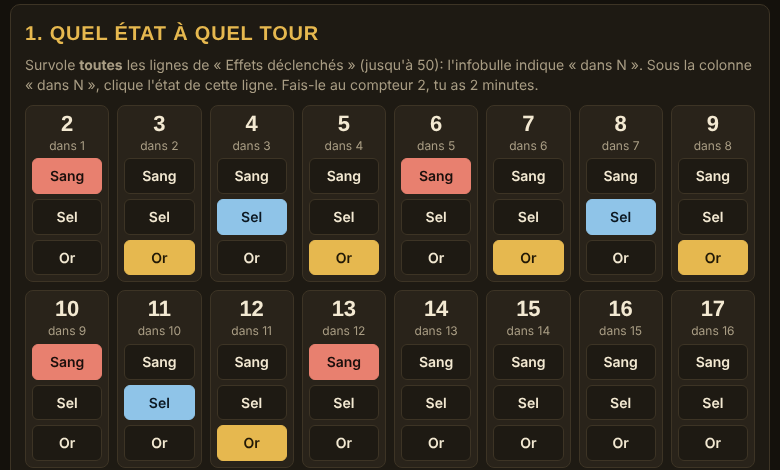 1. QUEL ÉTAT À QUEL TOUR
Survole toutes les lignes de « Effets déclenchés » (jusqu'à 50): l'infobulle indique « dans N ». Sous la colonne
« dans N », clique l'état de cette ligne. Fais-le au compteur 2, tu as 2 minutes.
2 3 4 5 6 7 8 9
dans 1 dans 2 dans 3 dans 4 dans 5 dans 6 dans 7 dans 8
Sang Sang Sang Sang Sang Sang Sang Sang
Sel Sel Sel Sel Sel Sel Sel Sel
Or Or Or Or Or Or Or Or
10 11 12 13 14 15 16 17
dans 9 dans 10 dans 11 dans 12 dans 13 dans 14 dans 15 dans 16
Sang Sang Sang Sang Sang Sang Sang Sang
Sel Sel Sel Sel Sel Sel Sel Sel
Or Or Or Or Or Or Or Or